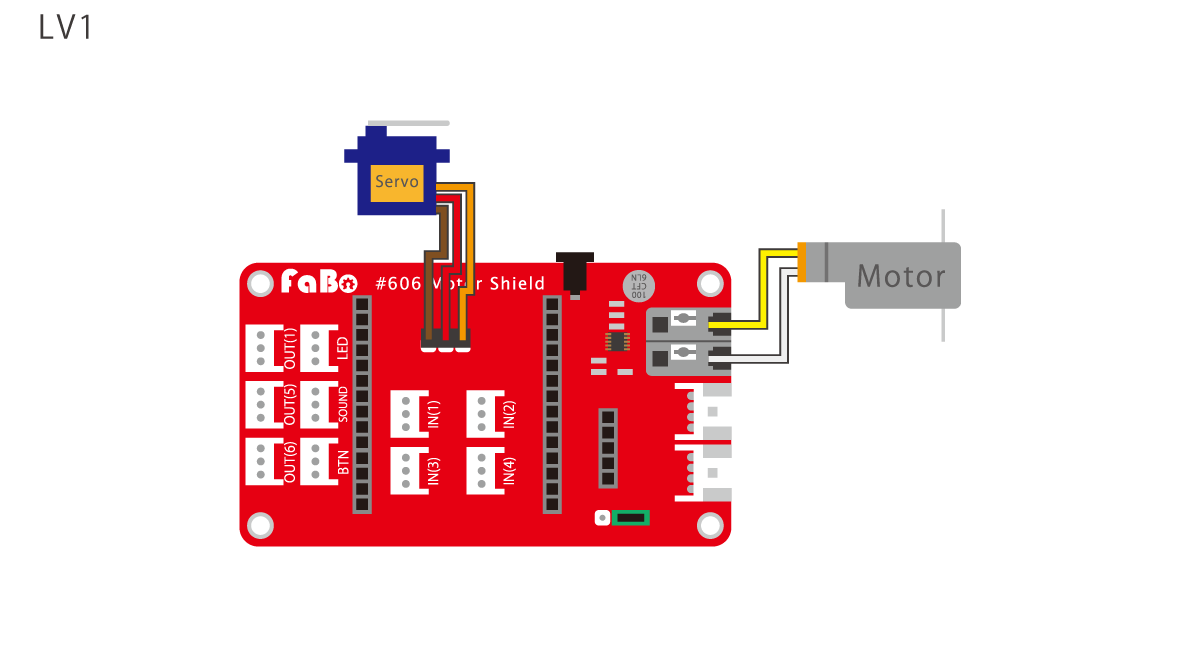 LV1
Servo
FaBo
#606 Motor Shield
100
CFT
6LN
Motor
OUT(1)
LED
OUT(5)
SOUND
IN(1)
IN(2)
OUT(6)
BTN
IN(3)
IN(4)